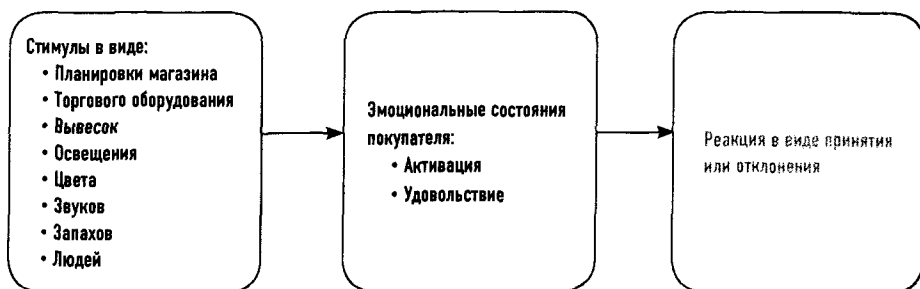 Стимулы в виде:
• Планировки магазина
• Торгового оборудования
• Вывесок
• Освещения
• Цвета
• Звуков
• Запахов
• Людей
Эмоциональные состояния
покупателя:
• Активация
• Удовольствие
Реакция в виде принятия
или отклонения